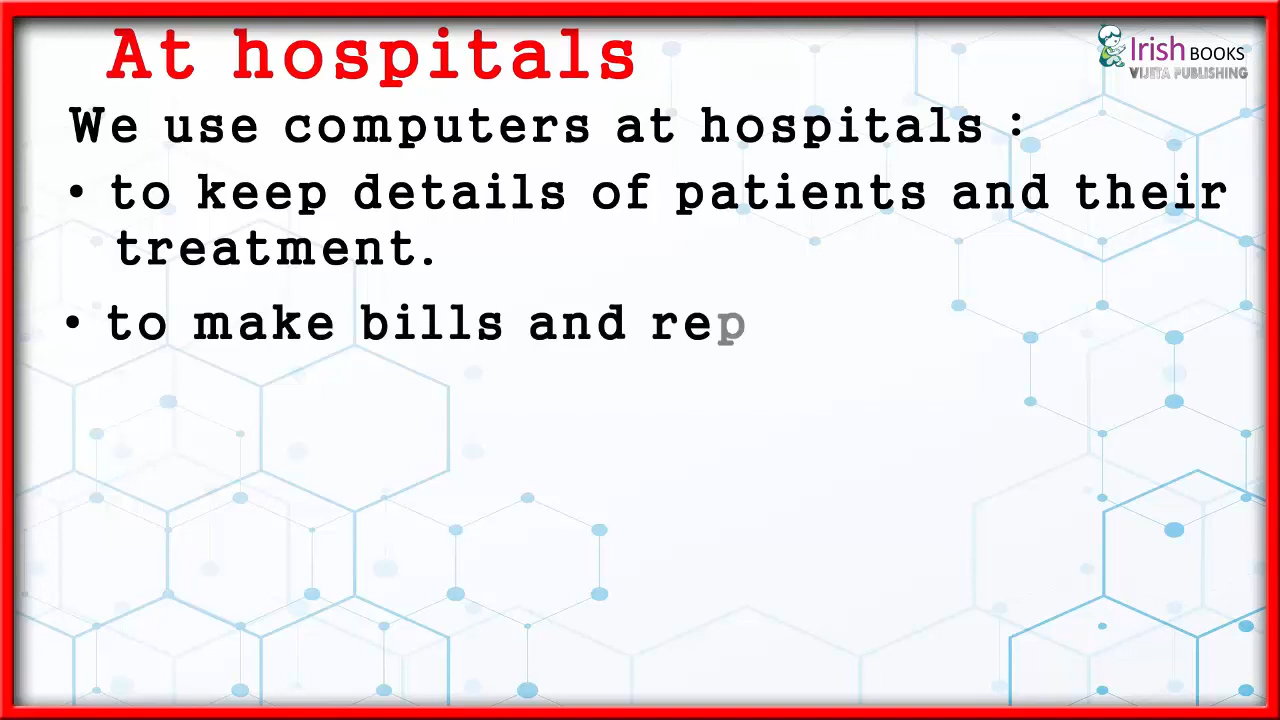 At hospitals
Irish BOOKS
VIJETA PUBLISHING
We use computers at hospitals :
• to keep details of patients and their
treatment.
• to make bills and rep